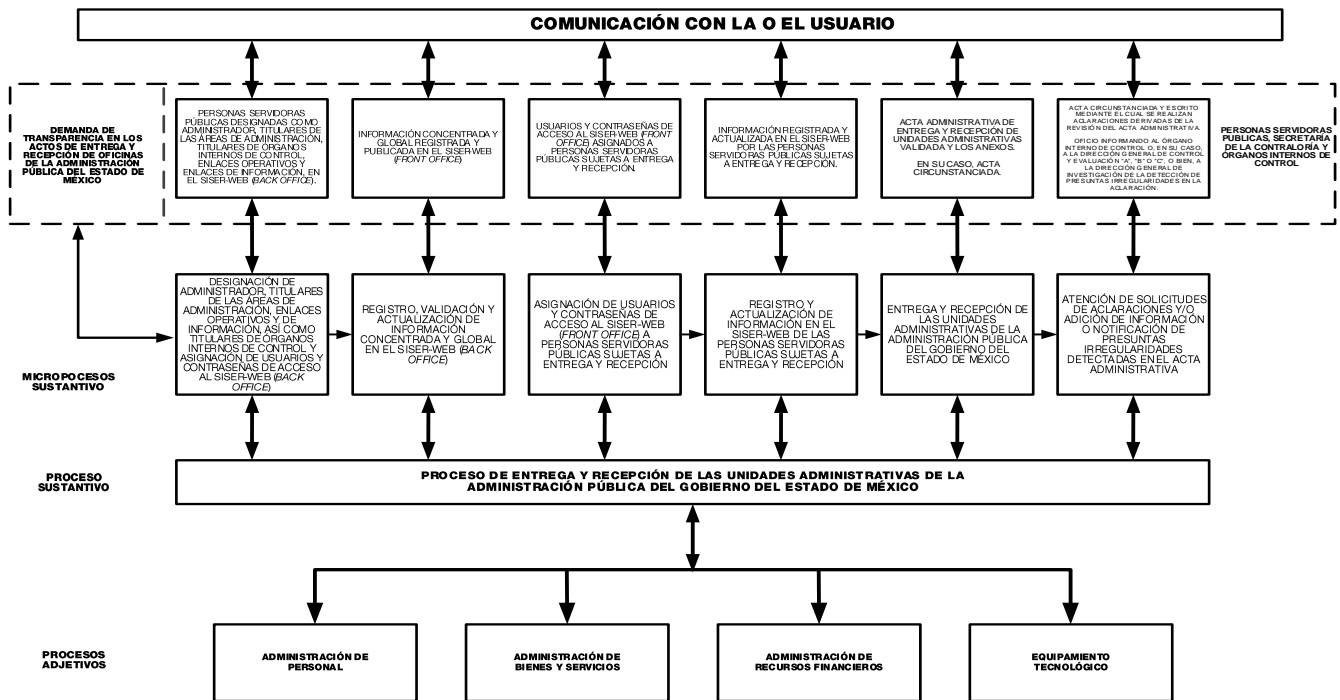 COMUNICACIÓN CON LA O EL USUARIO
DEMANDA DE
TRANSPARENCIA EN LOS
ACTOS DE ENTREGA Y
RECEPCIÓN DE OFICINAS
DE LA ADMINISTRACIÓN
PÚBLICA DEL ESTADO DE
MÉXICO
PERSONAS SERVIDORAS
PÚBLICAS DESIGNADAS COMO
ADMINISTRADOR, TITULARES DE
LAS ÁREAS DE ADMINISTRACIÓN,
TITULARES DE ÓRGANOS
INTERNOS DE CONTROL,
ENLACES OPERATIVOS Y
ENLACES DE INFORMACIÓN, EN
EL SISER-WEB (BACK OFFICE).
INFORMACIÓN CONCENTRADA Y
GLOBAL REGISTRADA Y
PUBLICADA EN EL SISER-WEB
(FRONT OFFICE)
USUARIOS Y CONTRASEÑAS DE
ACCESO AL SISER-WEB (FRONT
OFFICE) ASIGNADOS A
PERSONAS SERVIDORAS
PÚBLICAS SUJETAS A ENTREGA
Y RECEPCIÓN.
INFORMACIÓN REGISTRADA Y
ACTUALIZADA EN EL SISER-WEB
POR LAS PERSONAS
SERVIDORAS PÚBLICAS SUJETAS
A ENTREGA Y RECEPCIÓN.
ACTA ADMINISTRATIVA DE
ENTREGA Y RECEPCIÓN DE
UNIDADES ADMINISTRATIVAS
VALIDADA Y LOS ANEXOS.
EN SU CASO, ACTA
CIRCUNSTANCIADA.
ACTA CIRCUNSTANCIADA Y ESCRITO
MEDIANTE EL CUAL SE REALIZAN
ACLARACIONES DERIVADAS DE LA
REVISIÓN DEL ACTA ADMINISTRATIVA.
OFICIO INFORMANDO AL ÓRGANO
INTERNO DE CONTROL O, EN SU CASO,
A LA DIRECCIÓN GENERAL DE CONTROL
Y EVALUACIÓN "A", "B" O "C", O BIEN, A
LA DIRECCIÓN GENERAL DE
INVESTIGACIÓN DE LA DETECCIÓN DE
PRESUNTAS IRREGULARIDADES EN LA
ACLARACIÓN.
PERSONAS SERVIDORAS
PÚBLICAS, SECRETARÍA
DE LA CONTRALORÍA Y
ÓRGANOS INTERNOS DE
CONTROL
MICROPOCESOS
SUSTANTIVO
DESIGNACIÓN DE
ADMINISTRADOR, TITULARES
DE LAS ÁREAS DE
ADMINISTRACIÓN, ENLACES
OPERATIVOS Y DE
INFORMACIÓN, ASÍ COMO
TITULARES DE ÓRGANOS
INTERNOS DE CONTROL Y
ASIGNACIÓN DE USUARIOS Y
CONTRASEÑAS DE ACCESO
AL SISER-WEB (BACK
OFFICE)
REGISTRO, VALIDACIÓN Y
ACTUALIZACIÓN DE
INFORMACIÓN
CONCENTRADA Y GLOBAL
EN EL SISER-WEB (BACK
OFFICE)
ASIGNACIÓN DE USUARIOS
Y CONTRASEÑAS DE
ACCESO AL SISER-WEB
(FRONT OFFICE) A
PERSONAS SERVIDORAS
PÚBLICAS SUJETAS A
ENTREGA Y RECEPCIÓN
REGISTRO Y
ACTUALIZACIÓN DE
INFORMACIÓN EN EL
SISER-WEB DE LAS
PERSONAS SERVIDORAS
PÚBLICAS SUJETAS A
ENTREGA Y RECEPCIÓN
ENTREGA Y RECEPCIÓN DE
LAS UNIDADES
ADMINISTRATIVAS DE LA
ADMINISTRACIÓN PÚBLICA
DEL GOBIERNO DEL
ESTADO DE MÉXICO
ATENCIÓN DE SOLICITUDES
DE ACLARACIONES Y/O
ADICIÓN DE INFORMACIÓN
O NOTIFICACIÓN DE
PRESUNTAS
IRREGULARIDADES
DETECTADAS EN EL ACTA
ADMINISTRATIVA
PROCESO
SUSTANTIVO
PROCESO DE ENTREGA Y RECEPCIÓN DE LAS UNIDADES ADMINISTRATIVAS DE LA
ADMINISTRACIÓN PÚBLICA DEL GOBIERNO DEL ESTADO DE MÉXICO
PROCESOS
ADJETIVOS
ADMINISTRACIÓN DE
PERSONAL
ADMINISTRACIÓN DE
BIENES Y SERVICIOS
ADMINISTRACIÓN DE
RECURSOS FINANCIEROS
EQUIPAMIENTO
TECNOLÓGICO